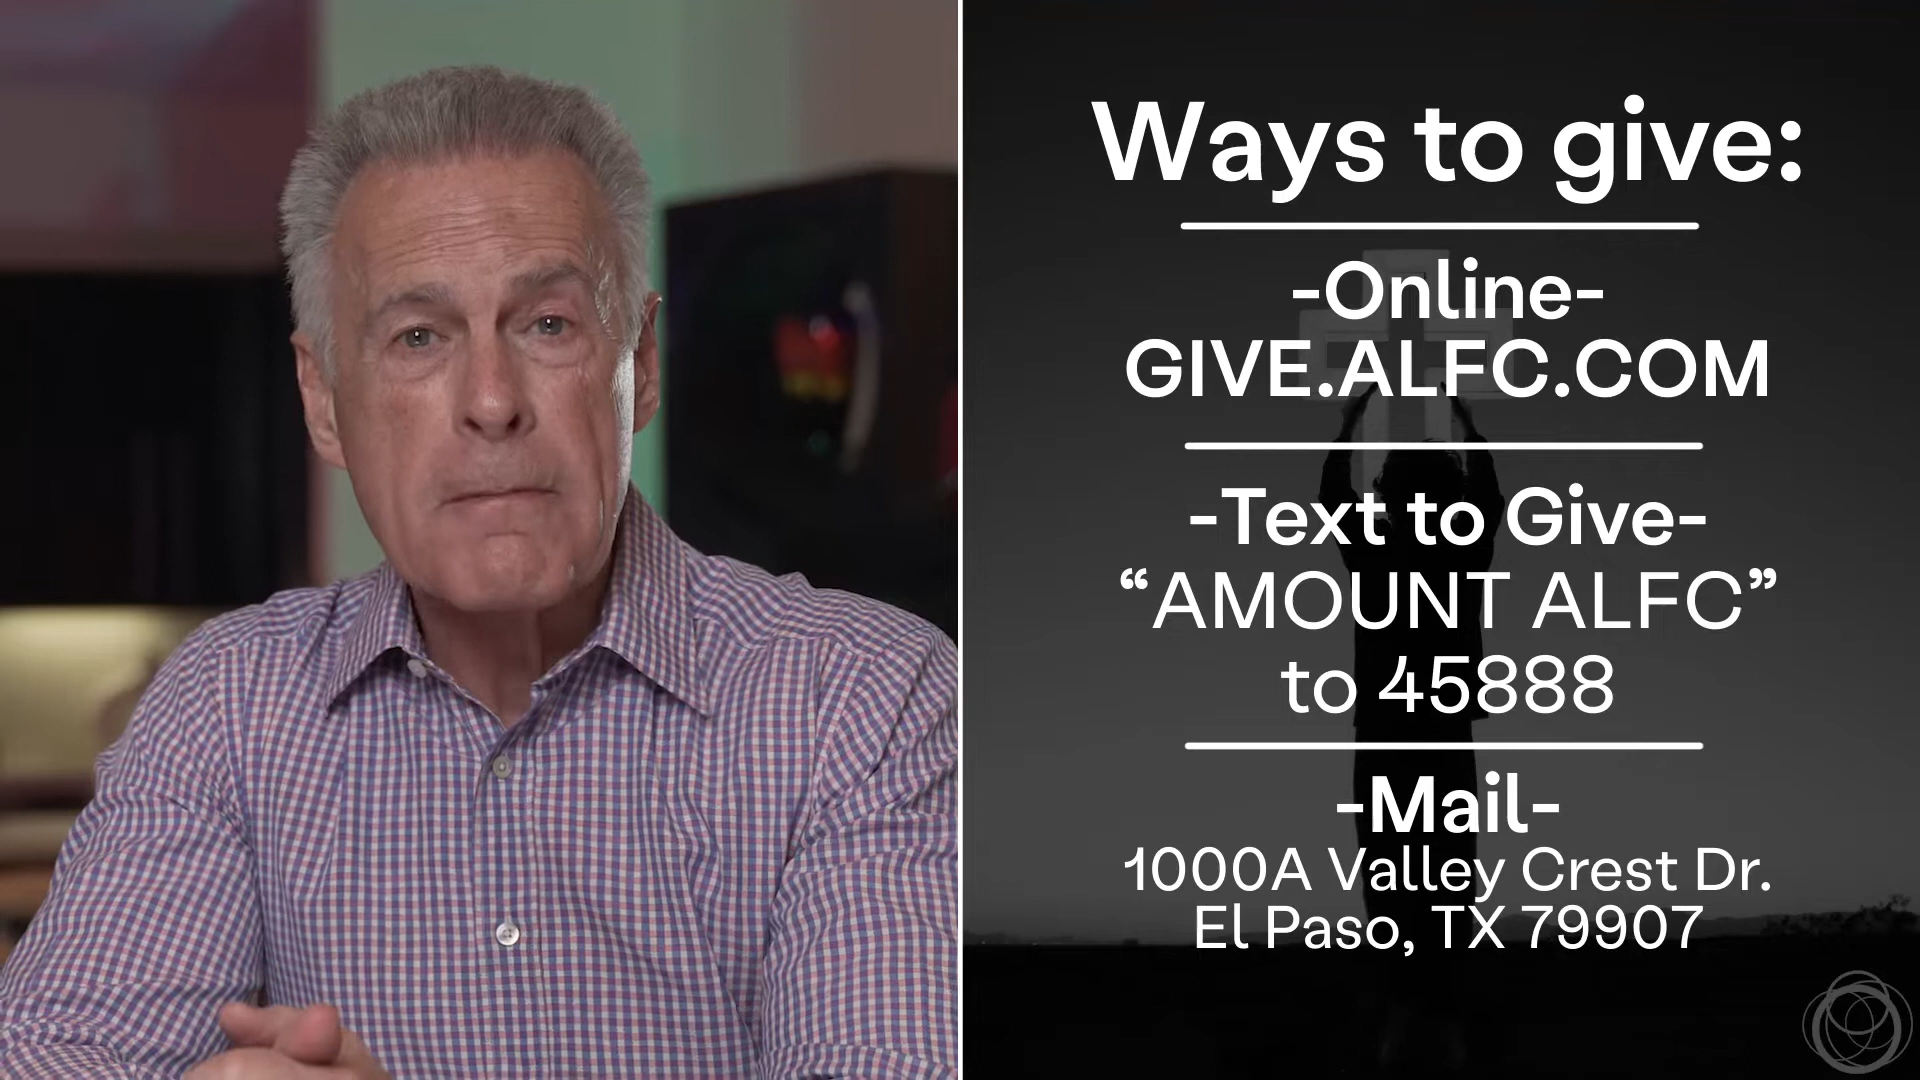 Ways to give:
-Online-
GIVE.ALFC.COM
-Text to Give-
“AMOUNT ALFC”
to 45888
-Mail-
1000A Valley Crest Dr.
El Paso, TX 79907